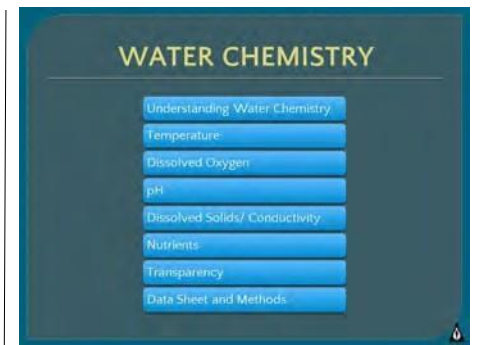 WATER CHEMISTRY
Understanding Water Chemistry
Temperature
Dissolved Oxygen
pH
Dissolved Solids/ Conductivity
Nutrients
Transparency
Data Sheet and Methods